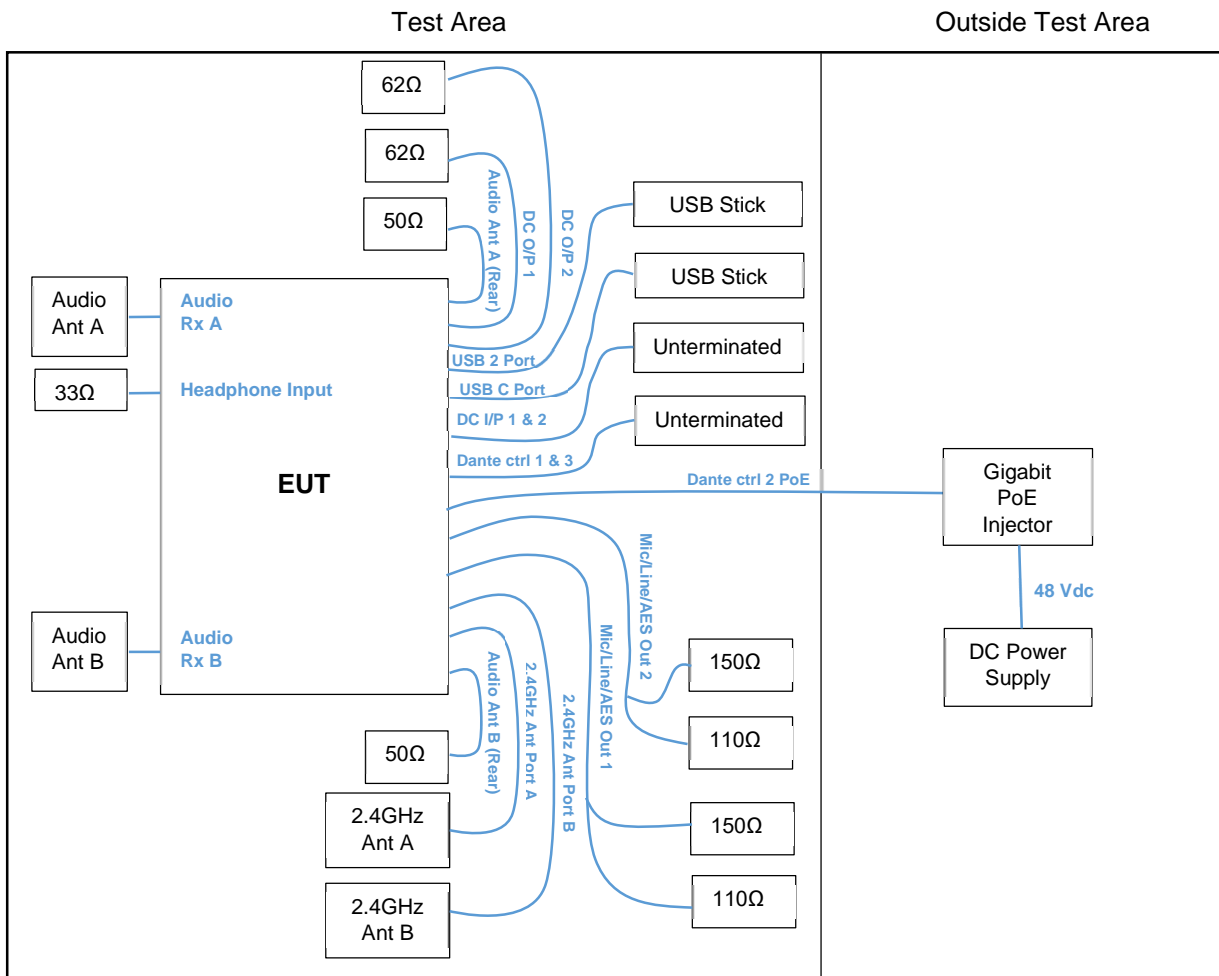 Test Area
Outside Test Area
62Ω
62Ω
50Ω
Audio Ant A (Rear)
DC O/P 1
DC O/P 2
USB Stick
USB Stick
Unterminated
Unterminated
Audio
Ant A
Audio
Rx A
33Ω
Headphone Input
USB 2 Port
USB C Port
DC I/P 1 & 2
Dante ctrl 1 & 3
EUT
Dante ctrl 2 PoE
Gigabit
PoE
Injector
48 Vdc
DC Power
Supply
Audio
Ant B
Audio
Rx B
Mic/Line/AES Out 2
Mic/Line/AES Out 1
2.4GHz Ant Port B
2.4GHz Ant Port A
Audio Ant B (Rear)
150Ω
110Ω
150Ω
110Ω
50Ω
2.4GHz
Ant A
2.4GHz
Ant B